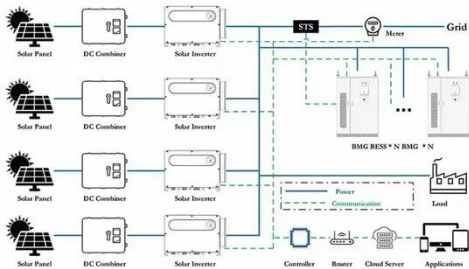 STS
Meter
Grid
Solar Panel
DC Combiner
Solar Inverter
Solar Panel
DC Combiner
Solar Inverter
BMG BESS * N BMG * N
Solar Panel
DC Combiner
Solar Inverter
Power
Communication
Load
Solar Panel
DC Combiner
Solar Inverter
Controller
Router
Cloud Server
Applications